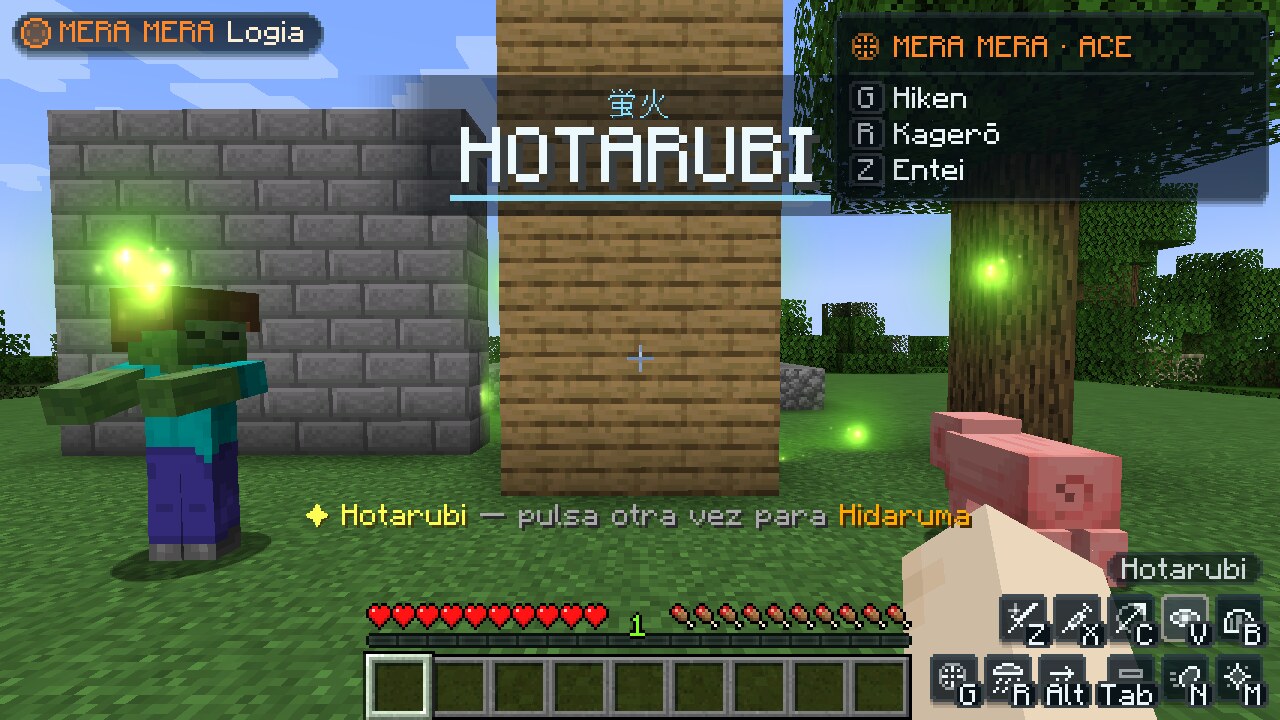 MERA MERA Logia
MERA MERA · ACE
G Hiken
R Kagerō
Z Entei
蛍火
HOTARUBI
Hotarubi — pulsa otra vez para Hidaruma
Hotarubi
1
Z X C V B
G R Alt Tab N M